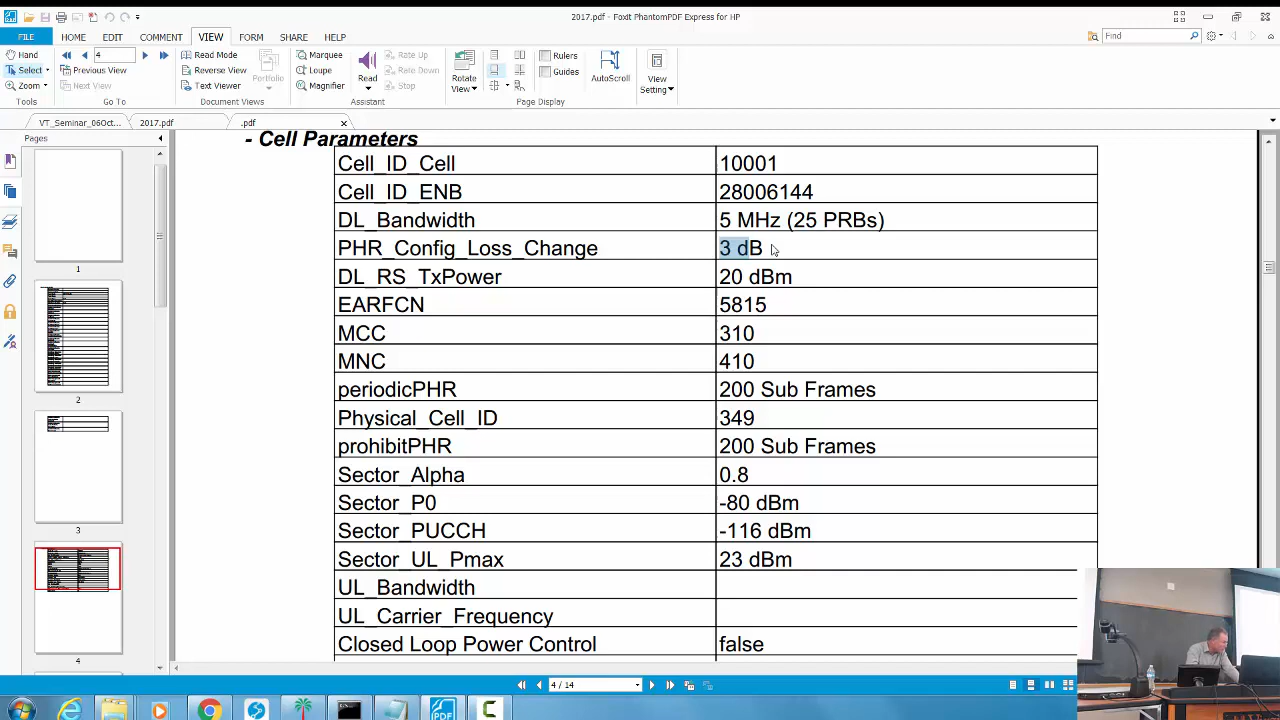 2017.pdf - Foxit PhantomPDF Express for HP
FILE HOME EDIT COMMENT VIEW FORM SHARE HELP
Find
Hand
Select
Zoom
Tools
4
Previous View
Next View
Go To
Read Mode
Reverse View
Text Viewer
Portfolio
Document Views
Marquee
Loupe
Magnifier
Read
Rate Up
Rate Down
Stop
Assistant
Rotate View
Rulers
Guides
Page Display
AutoScroll
View Setting
VT_Seminar_06Oct... 2017.pdf .pdf
Pages
1
2
3
4
- Cell Parameters
Cell_ID_Cell 10001
Cell_ID_ENB 28006144
DL_Bandwidth 5 MHz (25 PRBs)
PHR_Config_Loss_Change 3 dB
DL_RS_TxPower 20 dBm
EARFCN 5815
MCC 310
MNC 410
periodicPHR 200 Sub Frames
Physical_Cell_ID 349
prohibitPHR 200 Sub Frames
Sector_Alpha 0.8
Sector_P0 -80 dBm
Sector_PUCCH -116 dBm
Sector_UL_Pmax 23 dBm
UL_Bandwidth
UL_Carrier_Frequency
Closed Loop Power Control false
4 / 14